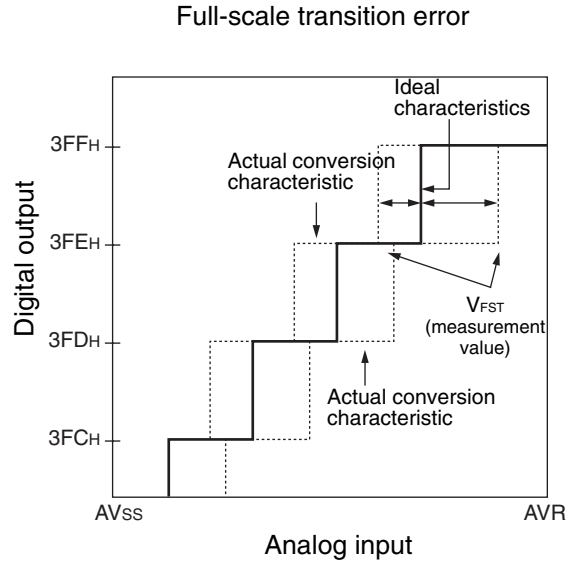 Full-scale transition error
Ideal
characteristics
3FFH
Actual conversion
characteristic
3FEH
Digital output
VFST
(measurement
value)
3FDH
Actual conversion
characteristic
3FCH
AVSS
AVR
Analog input